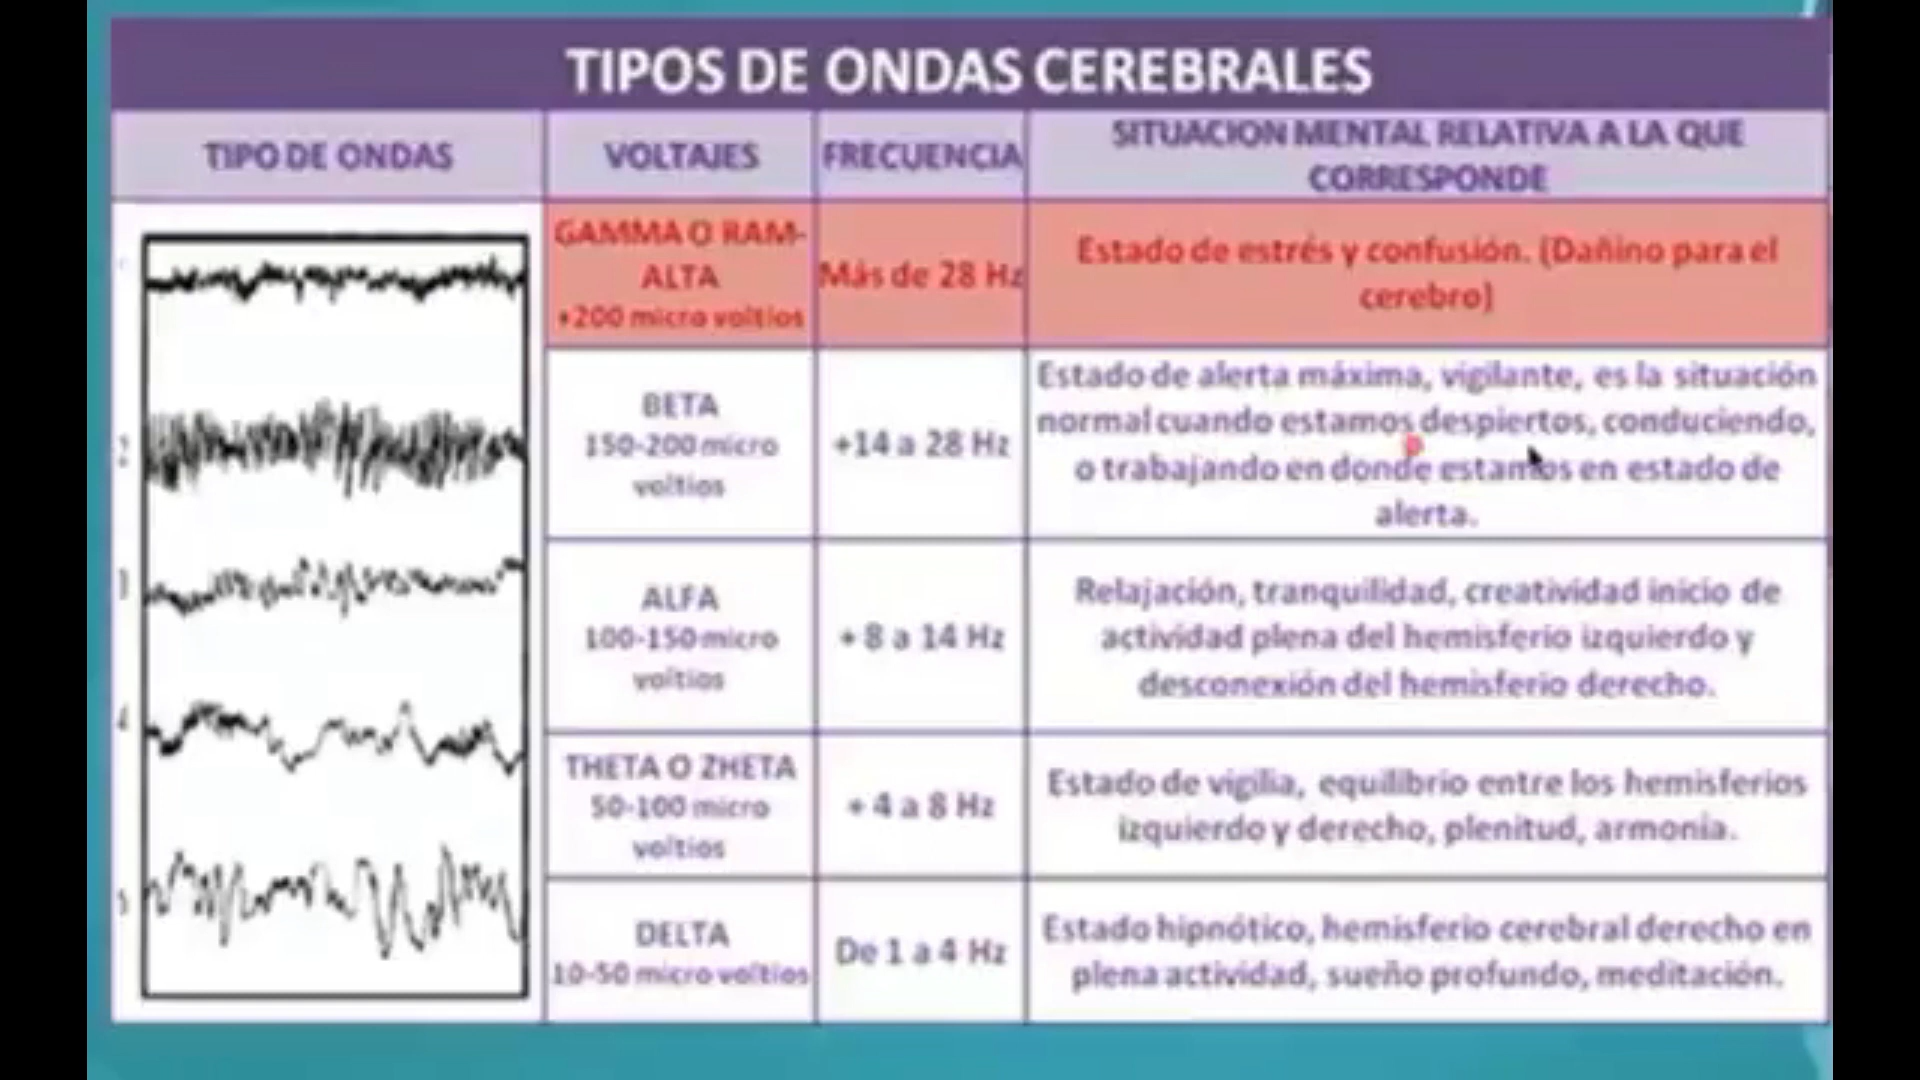 TIPOS DE ONDAS CEREBRALES
TIPO DE ONDAS
VOLTAJES
FRECUENCIA
SITUACION MENTAL RELATIVA A LA QUE
CORRESPONDE
GAMMA O RAM-
ALTA
+200 micro voltios
Más de 28 Hz
Estado de estrés y confusión. (Dañino para el
cerebro)
2
BETA
150-200 micro
voltios
+14 a 28 Hz
Estado de alerta máxima, vigilante, es la situación
normal cuando estamos despiertos, conduciendo,
o trabajando en donde estamos en estado de
alerta.
3
ALFA
100-150 micro
voltios
+ 8 a 14 Hz
Relajación, tranquilidad, creatividad inicio de
actividad plena del hemisferio izquierdo y
desconexión del hemisferio derecho.
4
THETA O ZHETA
50-100 micro
voltios
+ 4 a 8 Hz
Estado de vigilia, equilibrio entre los hemisferios
izquierdo y derecho, plenitud, armonía.
5
DELTA
10-50 micro voltios
De 1 a 4 Hz
Estado hipnótico, hemisferio cerebral derecho en
plena actividad, sueño profundo, meditación.